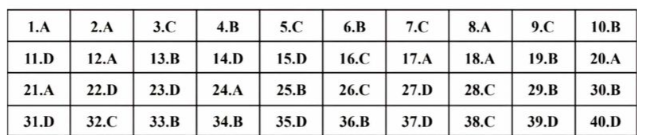 1.A 2.A 3.C 4.B 5.C 6.B 7.C 8.A 9.C 10.B
11.D 12.A 13.B 14.D 15.D 16.C 17.A 18.A 19.B 20.A
21.A 22.D 23.D 24.A 25.B 26.C 27.D 28.C 29.B 30.B
31.D 32.C 33.B 34.B 35.D 36.B 37.D 38.C 39.D 40.D